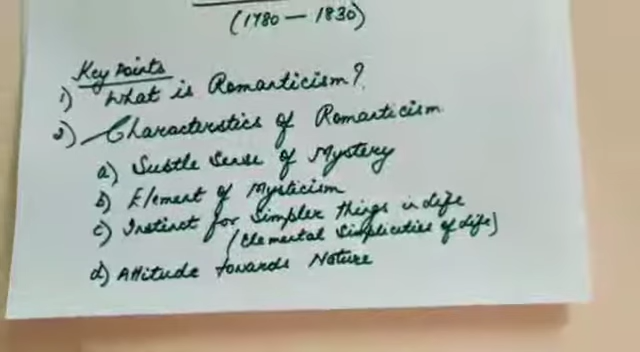 (1780 – 1830)
Key Points
1) What is Romanticism?
2) Characterstics of Romanticism
a) Subtle Sense of Mystery
b) Element of Mysticism
c) Instinct for Simpler things in life
(Elemental Simplicities of life)
d) Attitude towards Nature